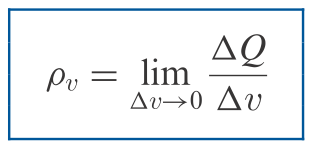 ρ_v = lim_{Δv→0} ΔQ/Δv